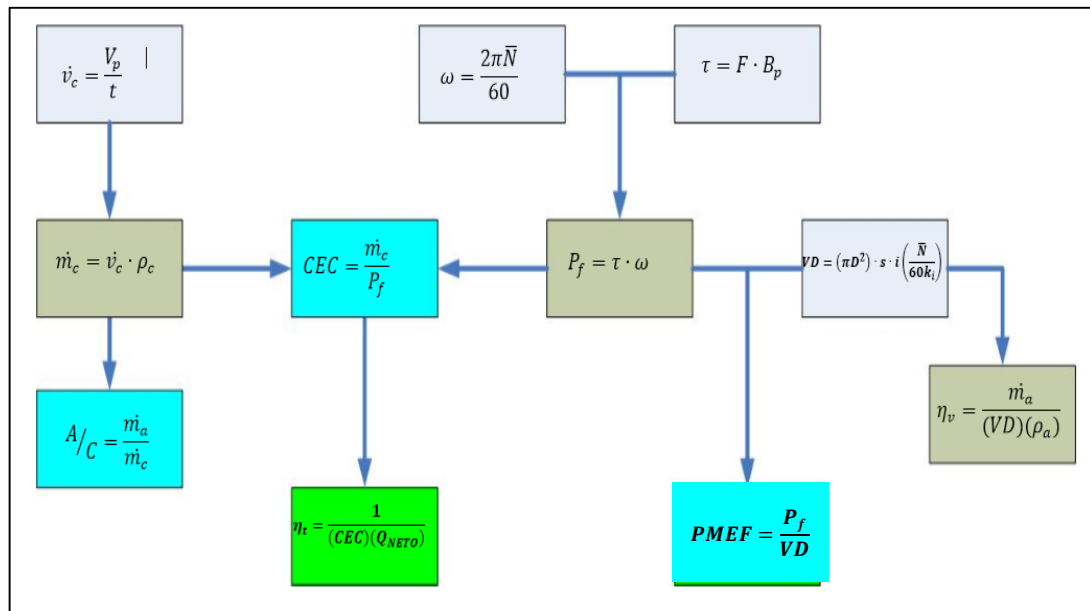 v̇_c = V_p / t |
ω = 2πN̅ / 60
τ = F · B_p
ṁ_c = v̇_c · ρ_c
CEC = ṁ_c / P_f
P_f = τ · ω
VD = (πD²) · s · i (N̅ / 60k_i)
A/C = ṁ_a / ṁ_c
η_v = ṁ_a / (VD)(ρ_a)
η_t = 1 / (CEC)(Q_NETO)
PMEF = P_f / VD